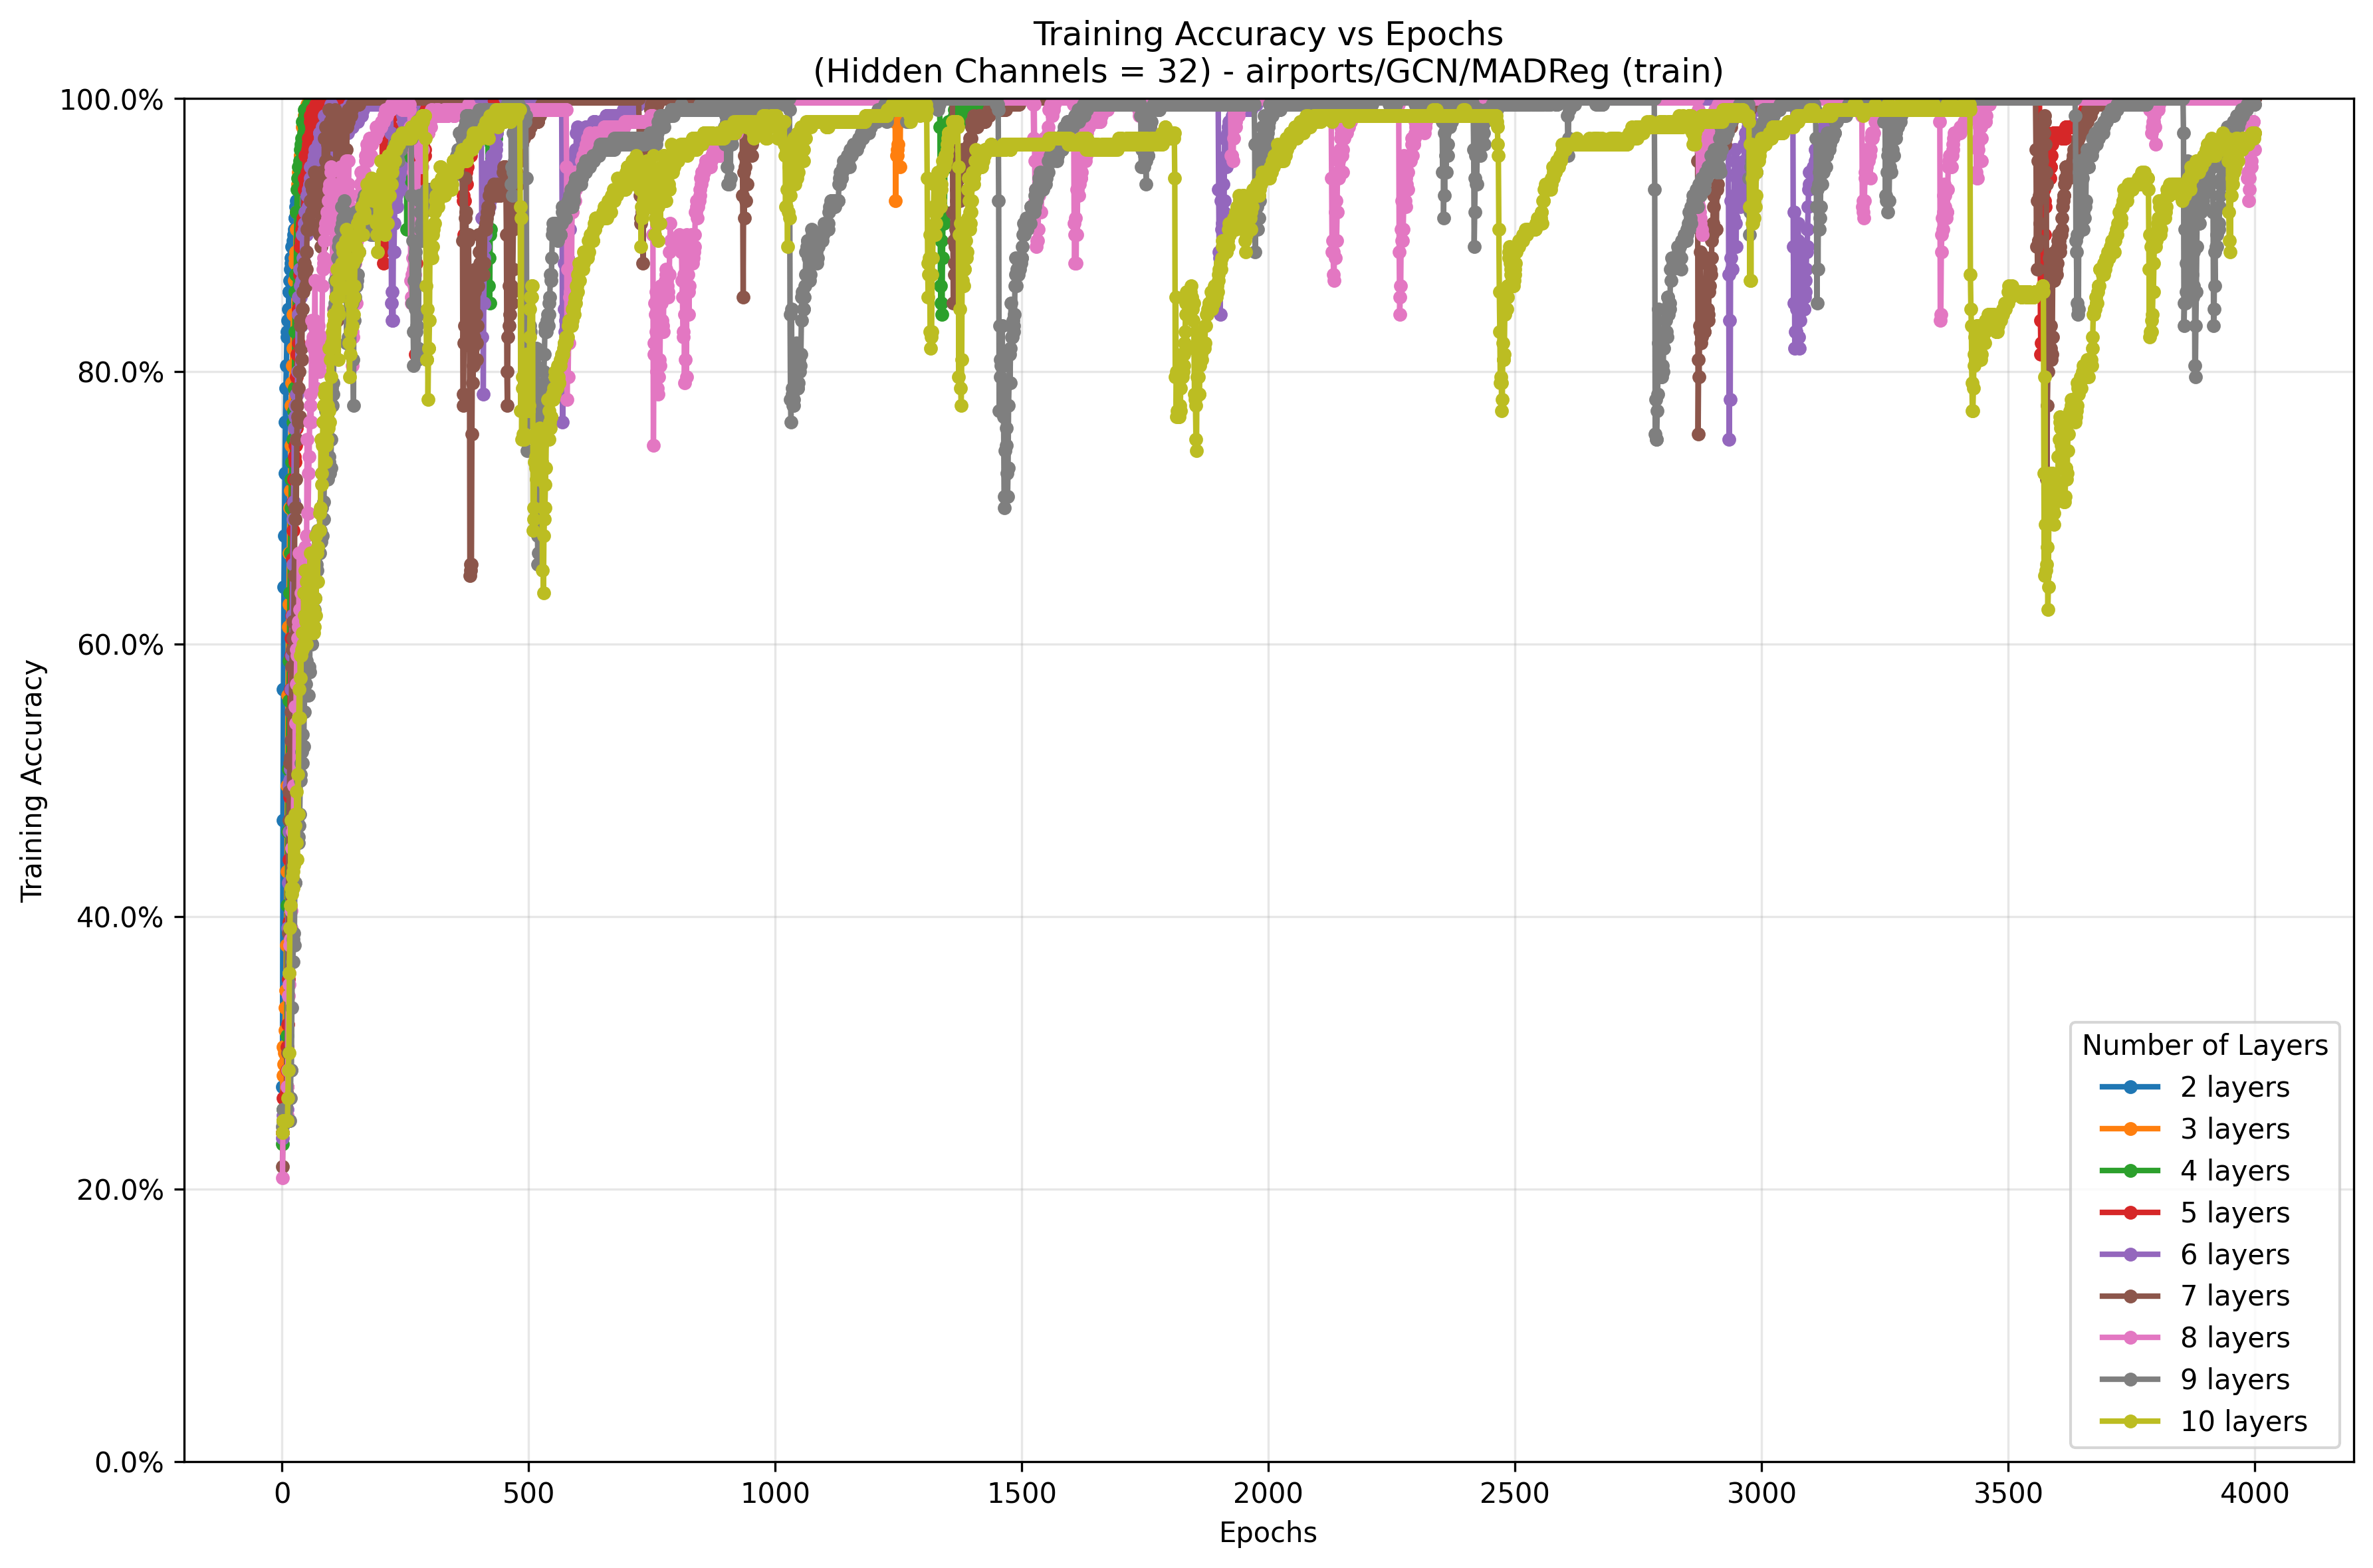 Training Accuracy vs Epochs
(Hidden Channels = 32) - airports/GCN/MADReg (train)
100.0%
80.0%
60.0%
40.0%
20.0%
0.0%
Training Accuracy
0 500 1000 1500 2000 2500 3000 3500 4000
Epochs
Number of Layers
2 layers
3 layers
4 layers
5 layers
6 layers
7 layers
8 layers
9 layers
10 layers